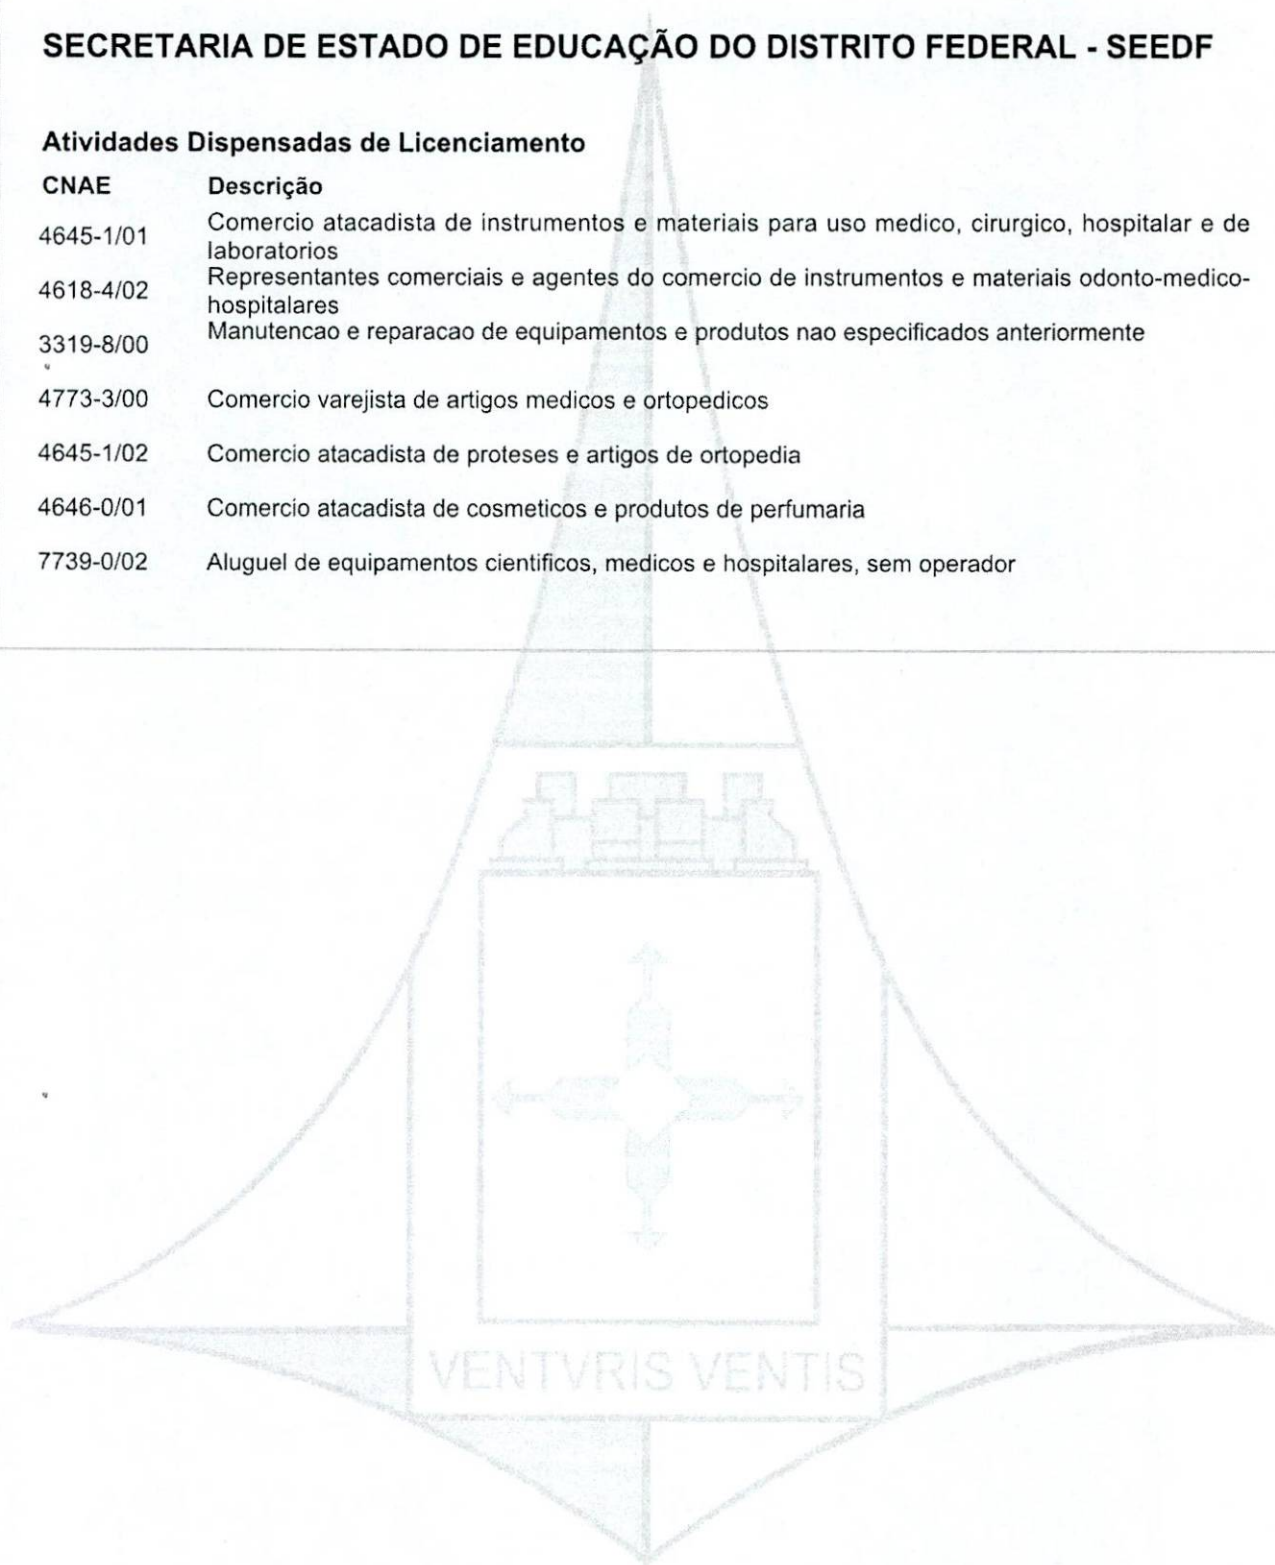 SECRETARIA DE ESTADO DE EDUCAÇÃO DO DISTRITO FEDERAL - SEEDF
Atividades Dispensadas de Licenciamento
CNAE Descrição
4645-1/01 Comercio atacadista de instrumentos e materiais para uso medico, cirurgico, hospitalar e de
laboratorios
4618-4/02 Representantes comerciais e agentes do comercio de instrumentos e materiais odonto-medico-
hospitalares
3319-8/00 Manutencao e reparacao de equipamentos e produtos nao especificados anteriormente
4773-3/00 Comercio varejista de artigos medicos e ortopedicos
4645-1/02 Comercio atacadista de proteses e artigos de ortopedia
4646-0/01 Comercio atacadista de cosmeticos e produtos de perfumaria
7739-0/02 Aluguel de equipamentos cientificos, medicos e hospitalares, sem operador
VENTVRIS VENTIS